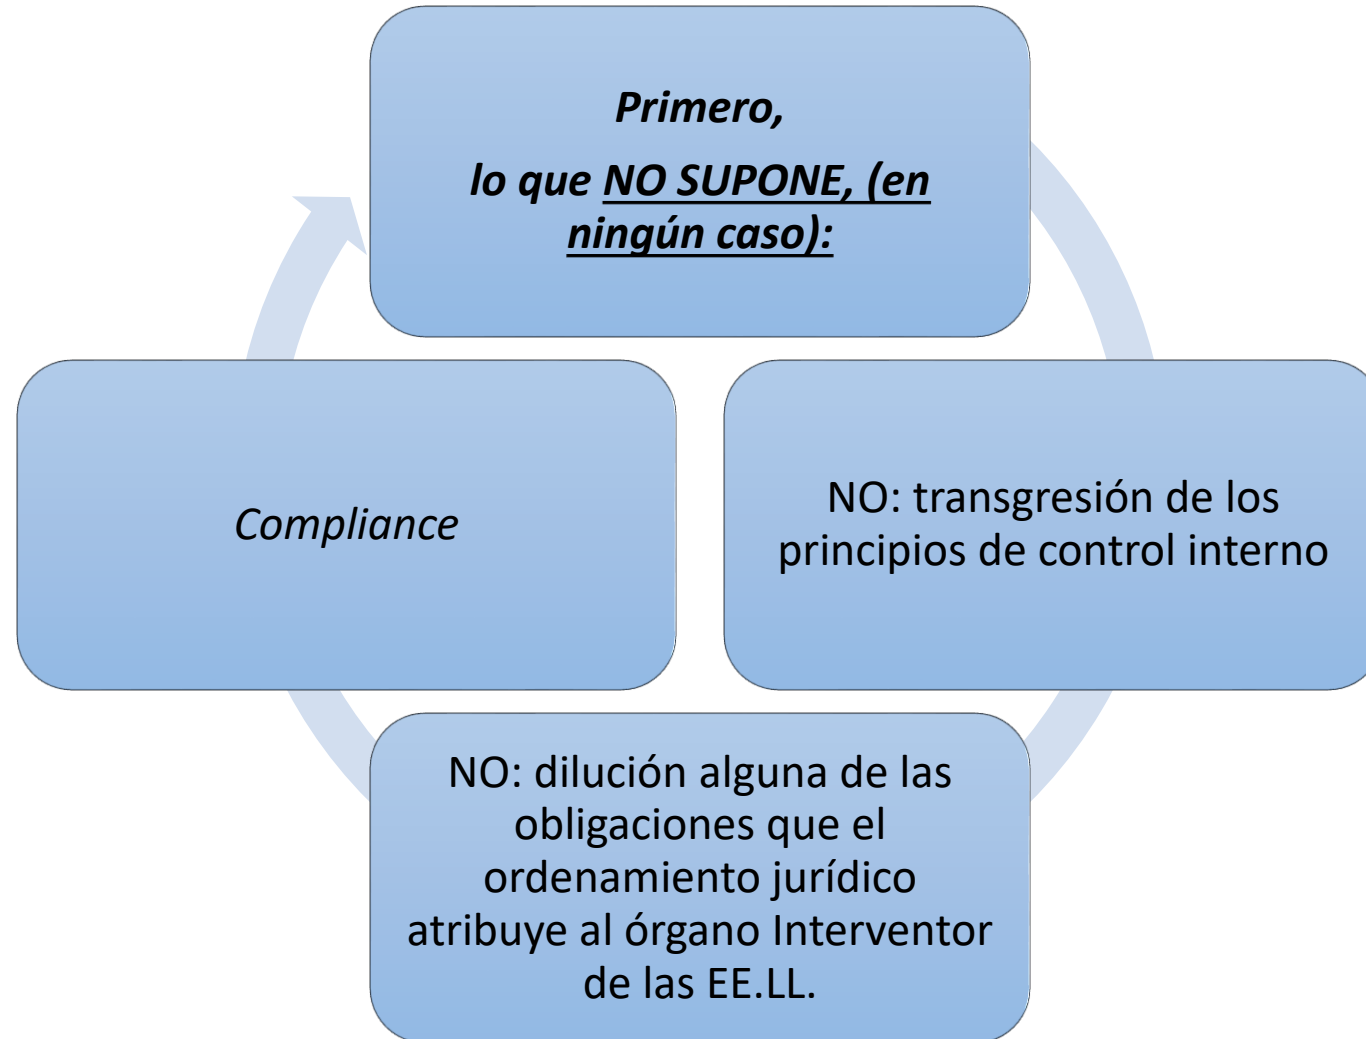 Primero,
lo que NO SUPONE, (en
ningún caso):
NO: transgresión de los
principios de control interno
NO: dilución alguna de las
obligaciones que el
ordenamiento jurídico
atribuye al órgano Interventor
de las EE.LL.
Compliance